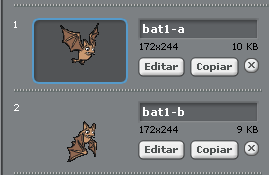 1
bat1-a
172x244 10 KB
Editar Copiar
2
bat1-b
172x244 9 KB
Editar Copiar